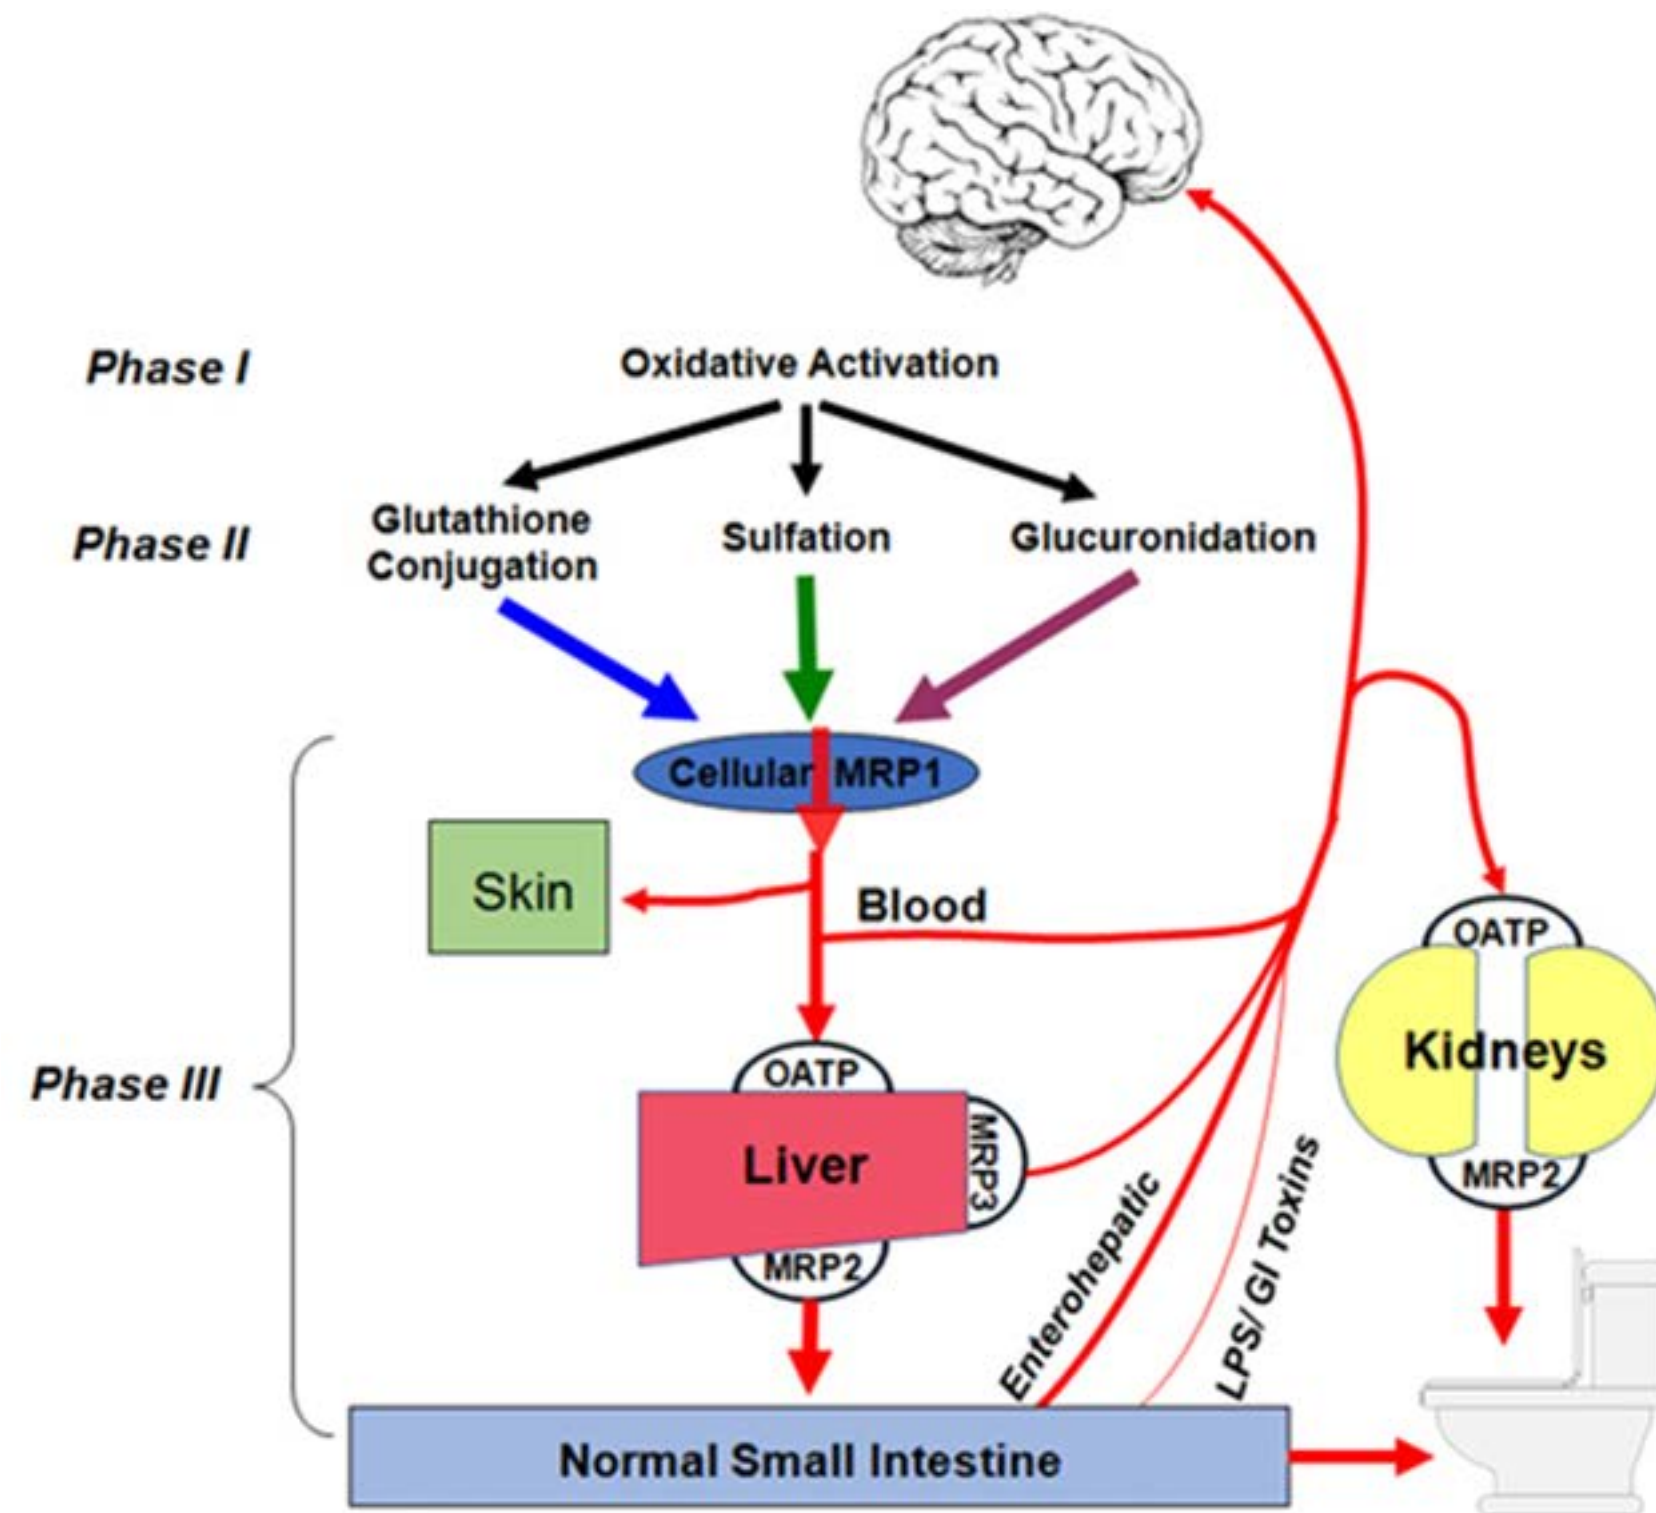 Phase I
Oxidative Activation
Phase II
Glutathione
Conjugation
Sulfation
Glucuronidation
Cellular MRP1
Skin
Blood
OATP
Kidneys
MRP2
Phase III
OATP
Liver
MRP3
MRP2
Enterohepatic
LPS/ GI Toxins
Normal Small Intestine